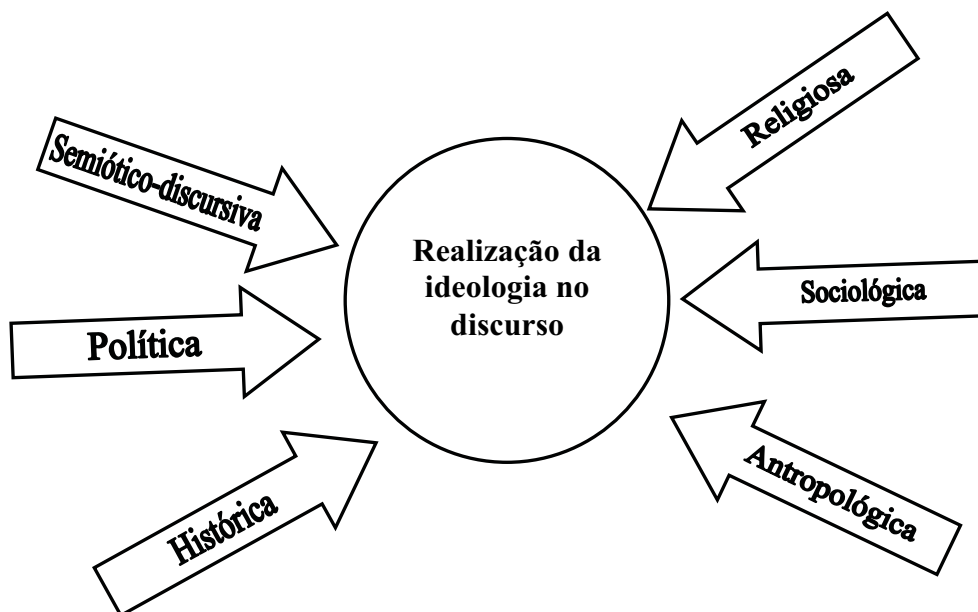 Semiótico-discursiva
Política
Histórica
Realização da
ideologia no
discurso
Religiosa
Sociológica
Antropológica